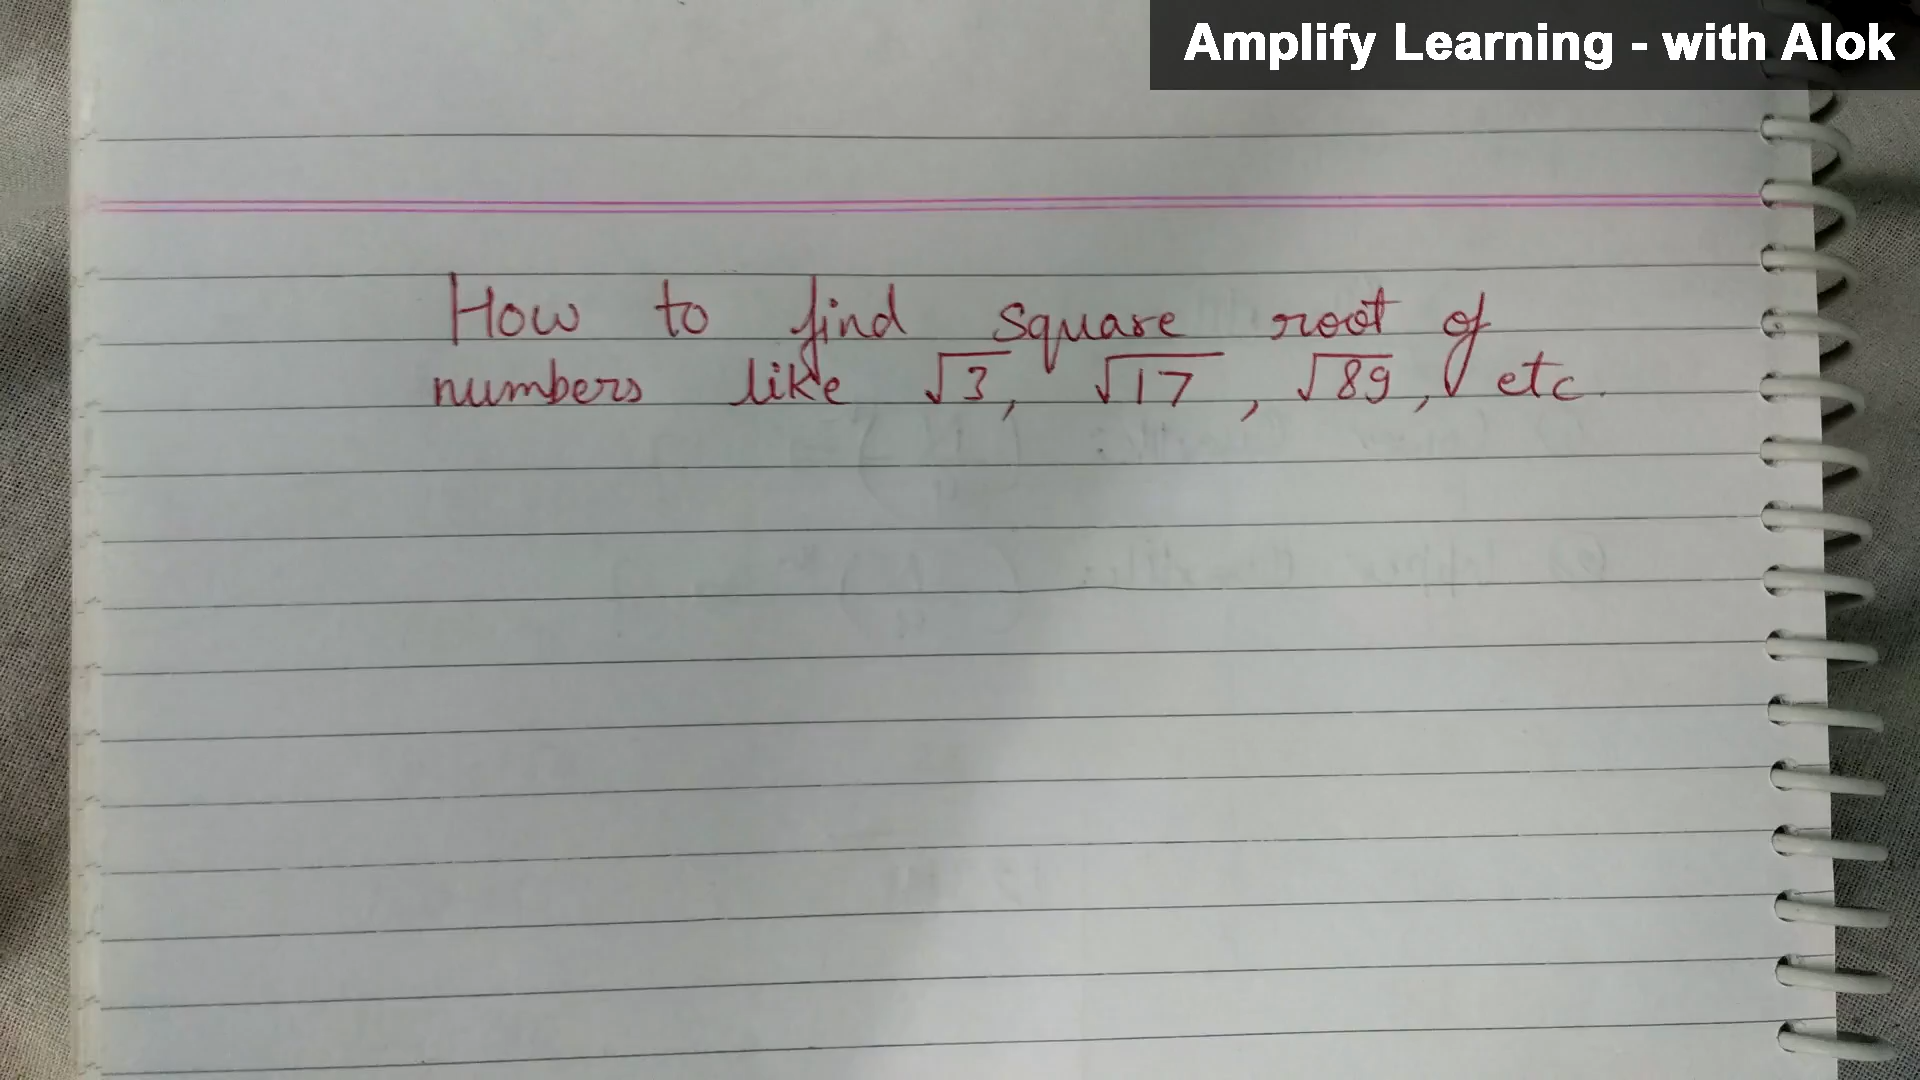 Amplify Learning - with Alok
How to find square root of
numbers like √3, √17, √89, etc.